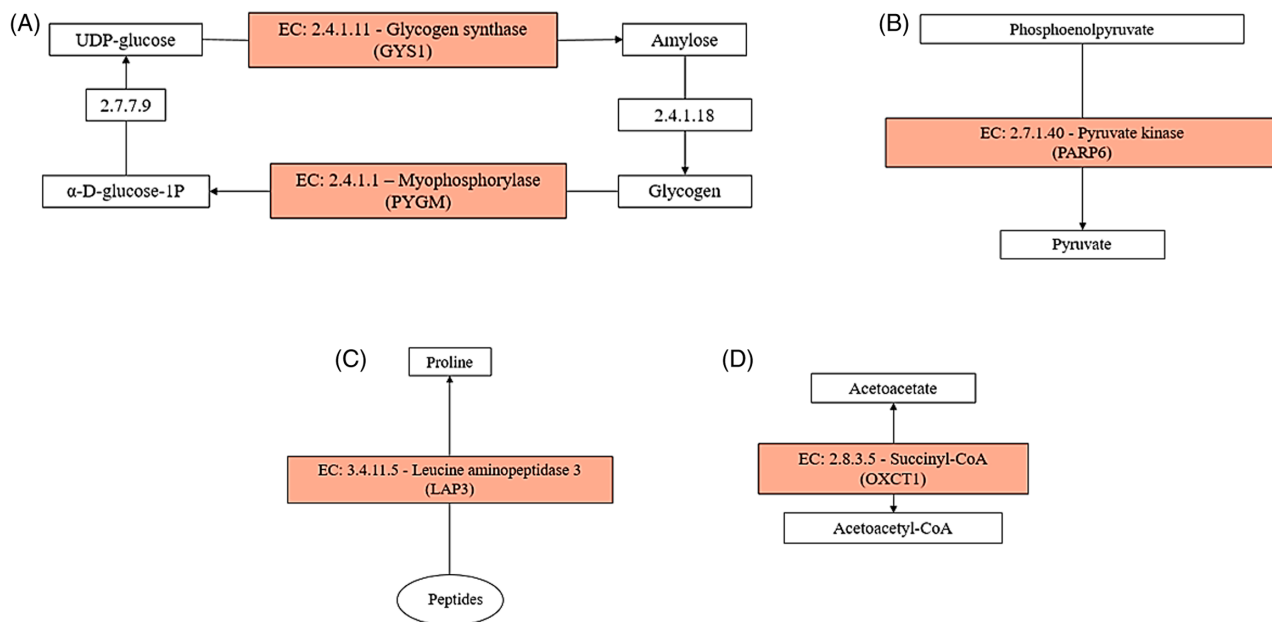 (A)
UDP-glucose
EC: 2.4.1.11 - Glycogen synthase
(GYS1)
Amylose
2.7.7.9
2.4.1.18
α-D-glucose-1P
EC: 2.4.1.1 – Myophosphorylase
(PYGM)
Glycogen
(B)
Phosphoenolpyruvate
EC: 2.7.1.40 - Pyruvate kinase
(PARP6)
Pyruvate
(C)
Proline
EC: 3.4.11.5 - Leucine aminopeptidase 3
(LAP3)
Peptides
(D)
Acetoacetate
EC: 2.8.3.5 - Succinyl-CoA
(OXCT1)
Acetoacetyl-CoA